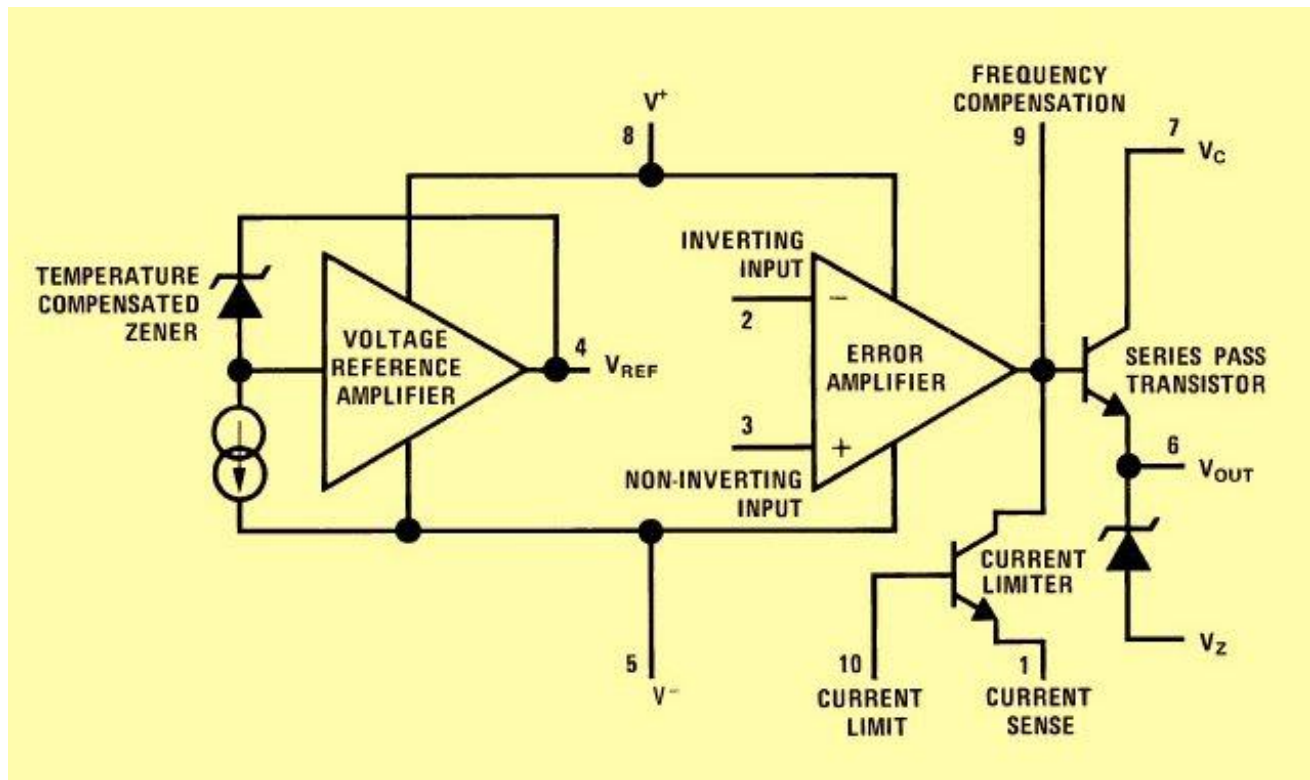 FREQUENCY
COMPENSATION
9
V+
8
7
VC
TEMPERATURE
COMPENSATED
ZENER
VOLTAGE
REFERENCE
AMPLIFIER
4
VREF
INVERTING
INPUT
2
−
ERROR
AMPLIFIER
3
+
NON-INVERTING
INPUT
SERIES PASS
TRANSISTOR
6
VOUT
CURRENT
LIMITER
VZ
5
V−
10
CURRENT
LIMIT
1
CURRENT
SENSE